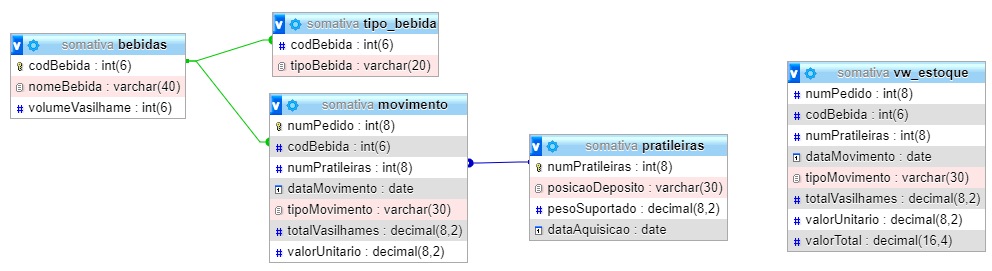 somativa bebidas
codBebida : int(6)
nomeBebida : varchar(40)
volumeVasilhame : int(6)
somativa tipo_bebida
codBebida : int(6)
tipoBebida : varchar(20)
somativa movimento
numPedido : int(8)
codBebida : int(6)
numPratileiras : int(8)
dataMovimento : date
tipoMovimento : varchar(30)
totalVasilhames : decimal(8,2)
valorUnitario : decimal(8,2)
somativa pratileiras
numPratileiras : int(8)
posicaoDeposito : varchar(30)
pesoSuportado : decimal(8,2)
dataAquisicao : date
somativa vw_estoque
numPedido : int(8)
codBebida : int(6)
numPratileiras : int(8)
dataMovimento : date
tipoMovimento : varchar(30)
totalVasilhames : decimal(8,2)
valorUnitario : decimal(8,2)
valorTotal : decimal(16,4)